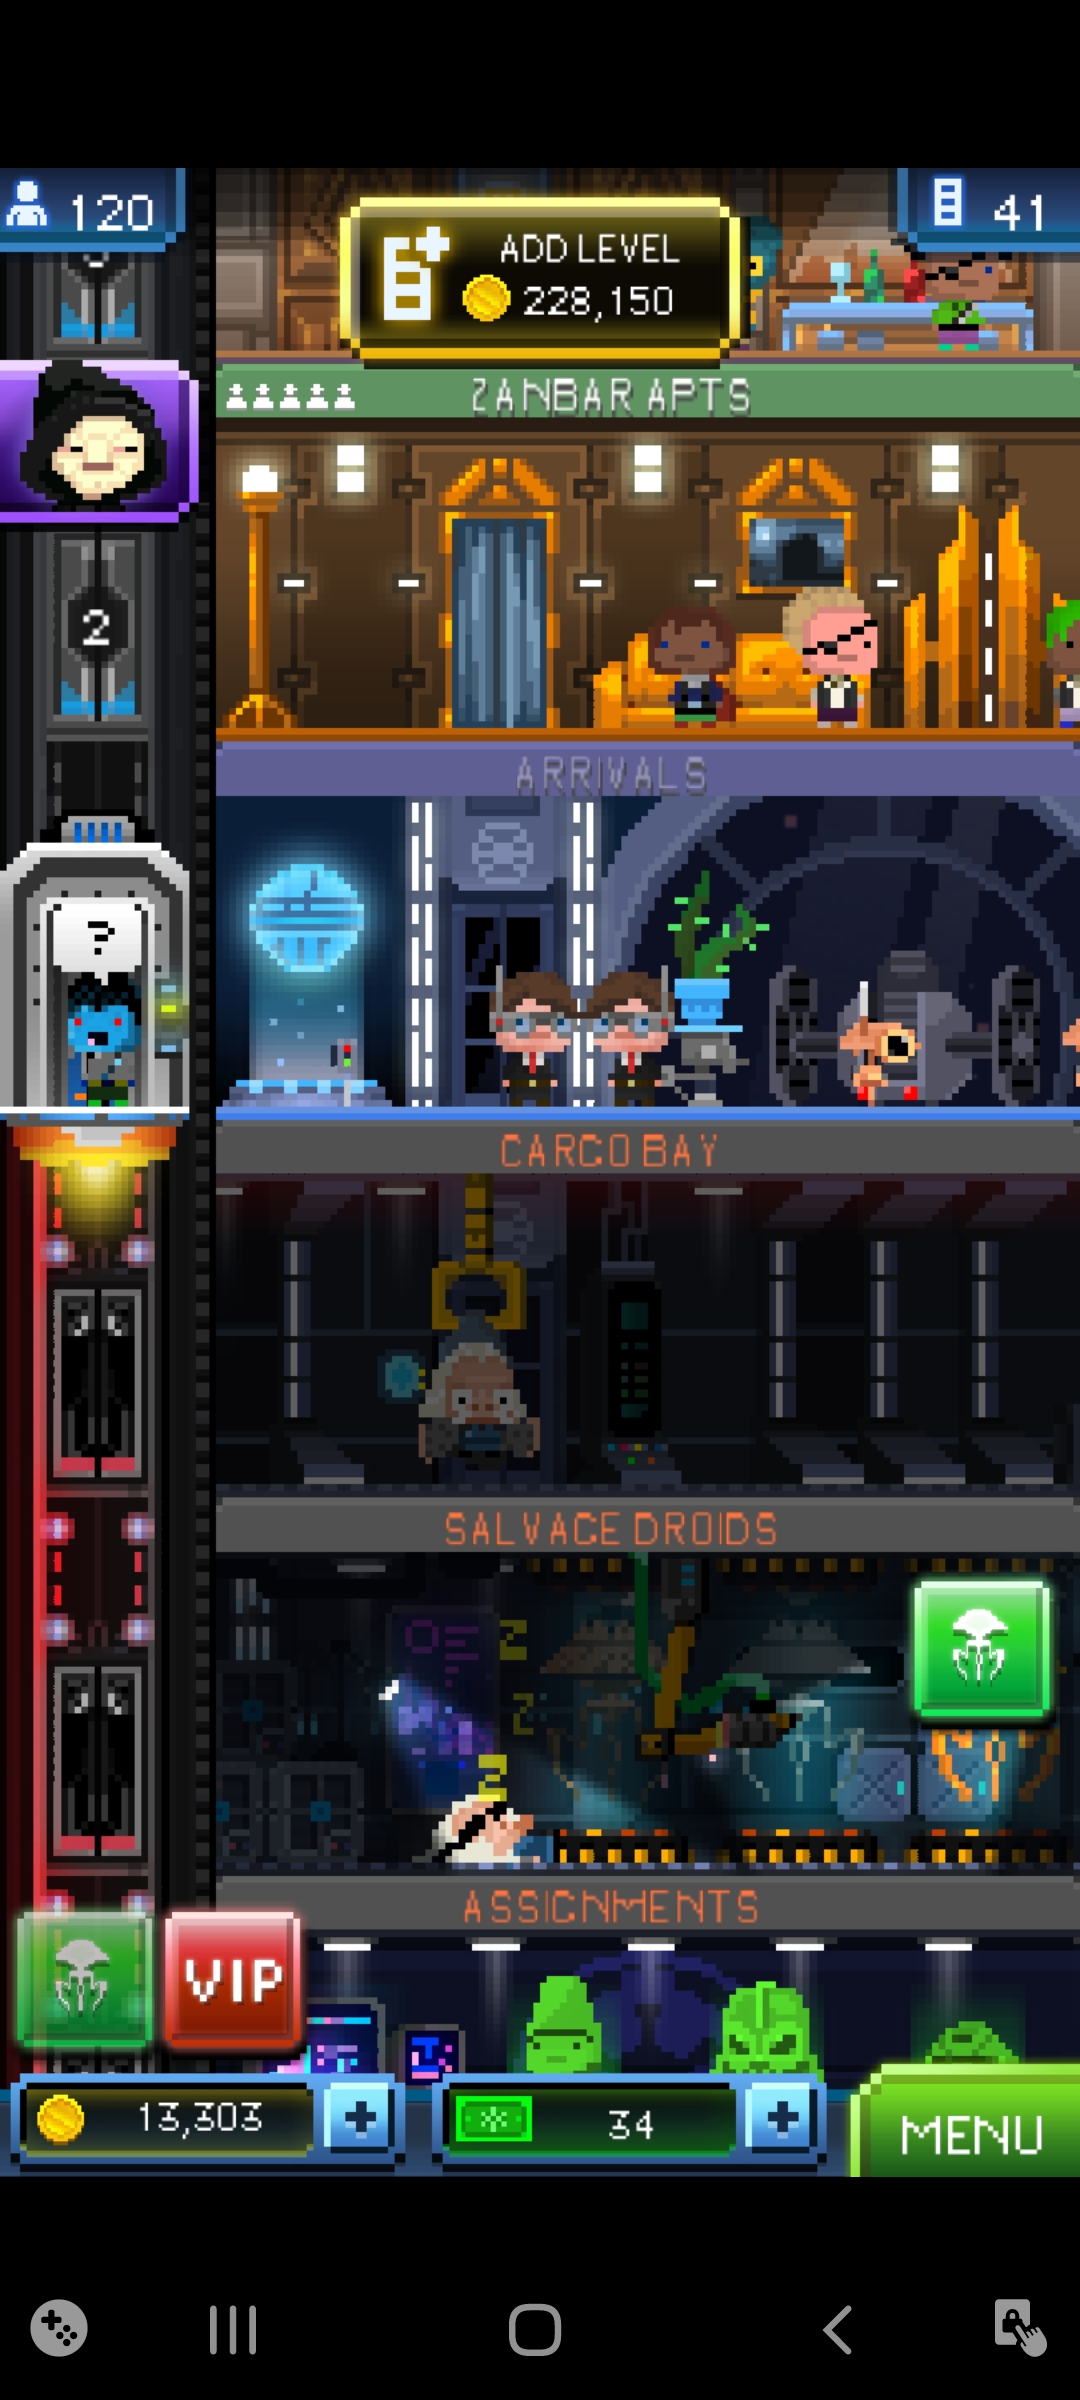 120
ADD LEVEL
228,150
41
ZANBAR APTS
2
ARRIVALS
?
CARGO BAY
SALVAGE DROIDS
ASSIGNMENTS
VIP
13,303
34
MENU